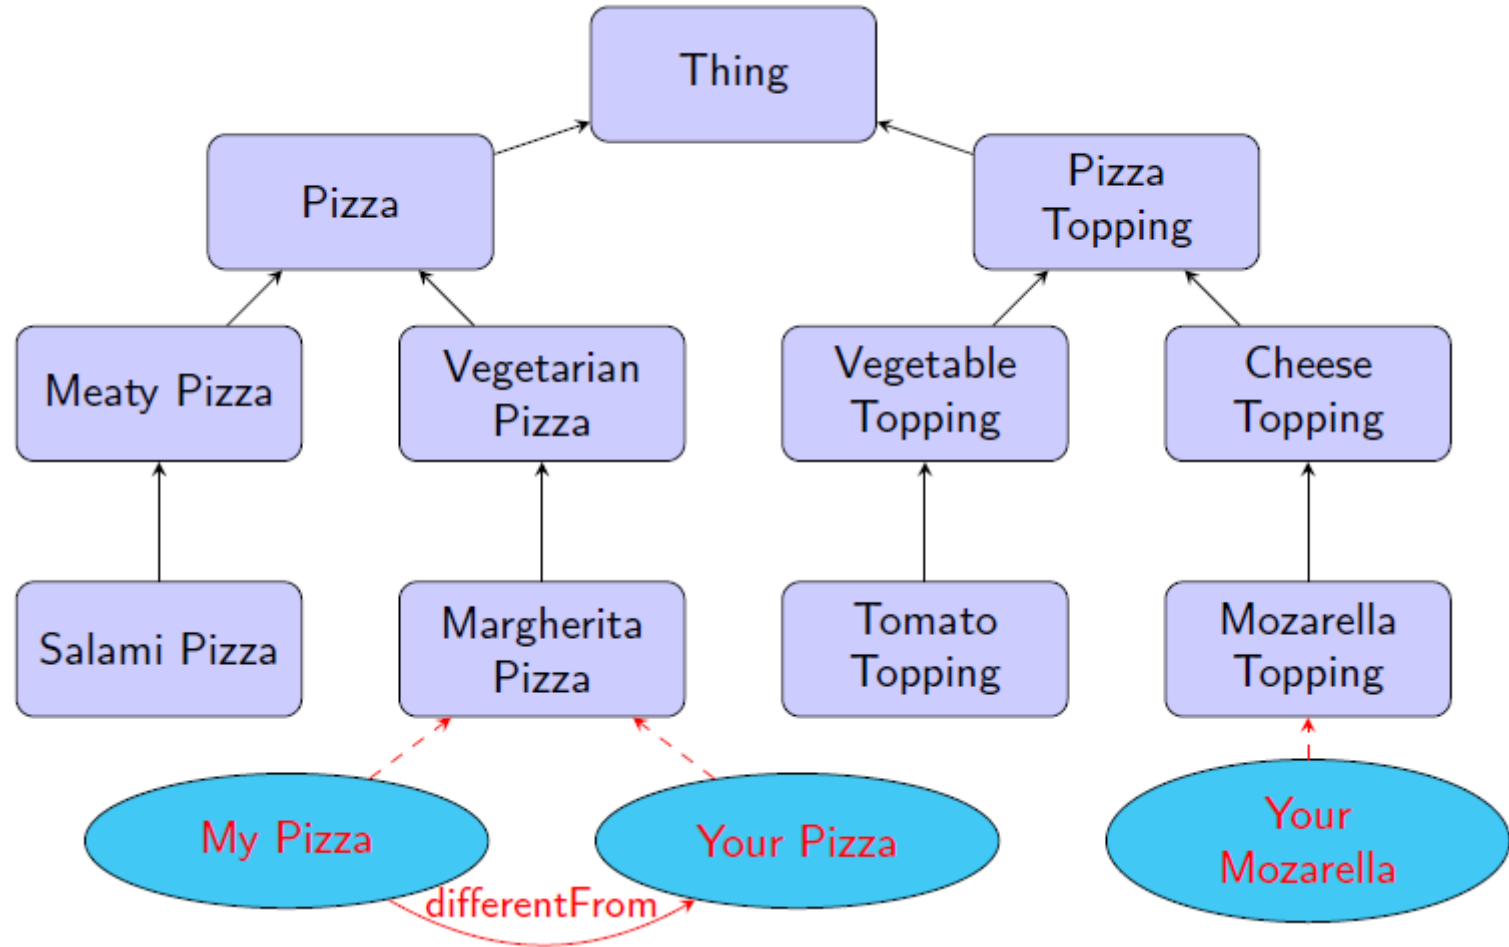 Thing
Pizza
Pizza
Topping
Meaty Pizza
Vegetarian
Pizza
Vegetable
Topping
Cheese
Topping
Salami Pizza
Margherita
Pizza
Tomato
Topping
Mozarella
Topping
My Pizza
Your Pizza
Your
Mozarella
differentFrom